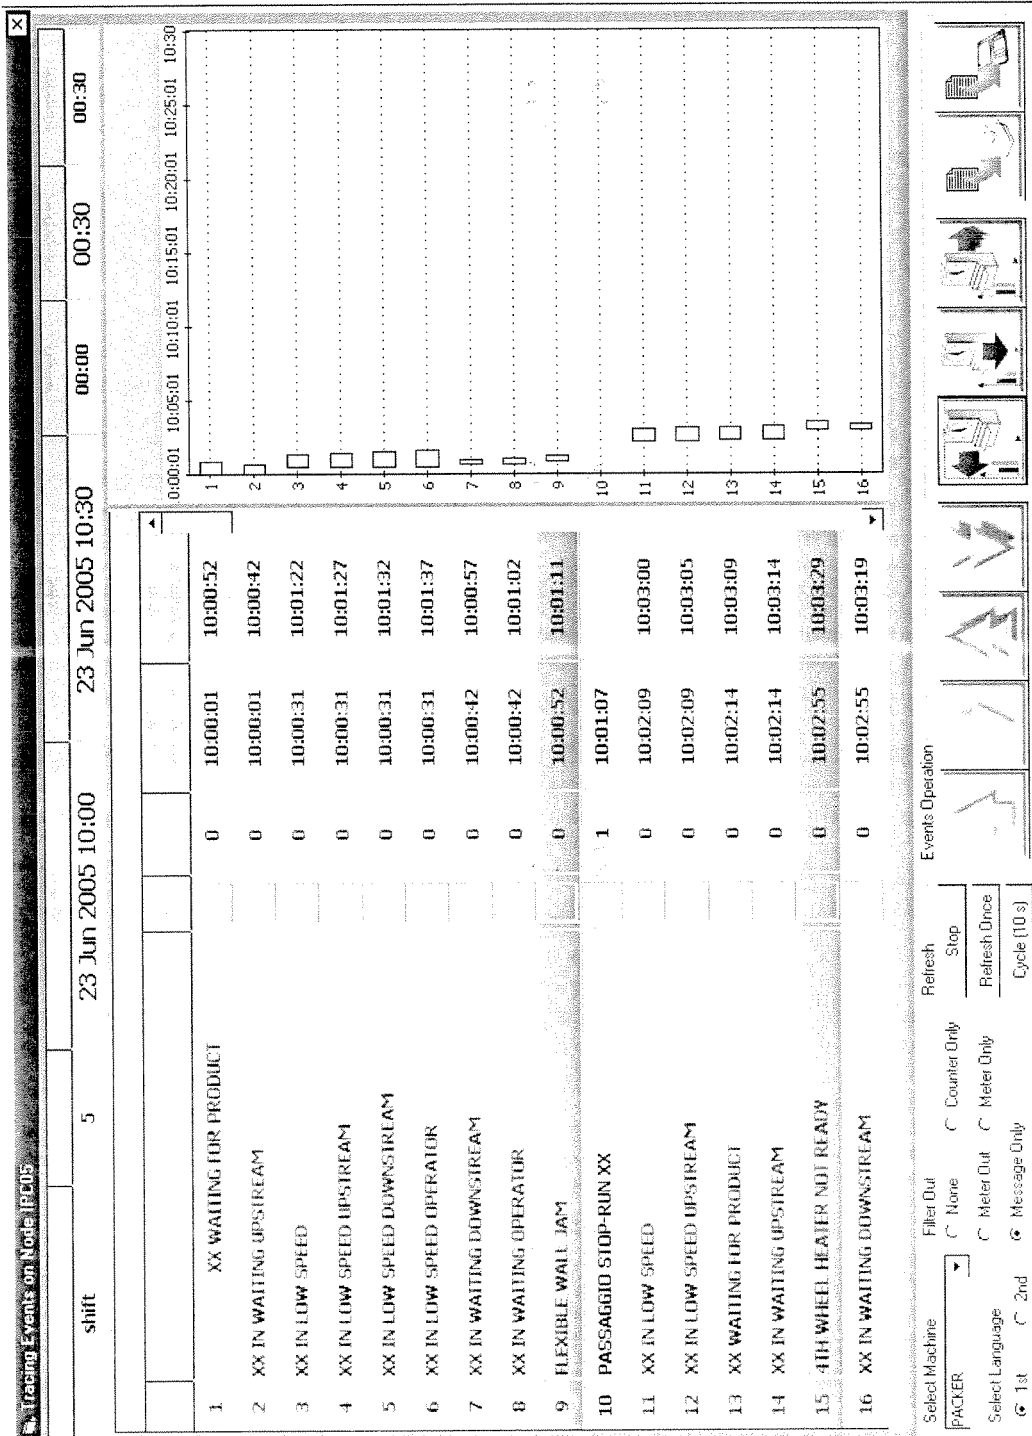 Tracing Events on Node IPC05
shift 5 23 Jun 2005 10:00 23 Jun 2005 10:30 00:00 00:30 00:30
0:00:01 10:05:01 10:10:01 10:15:01 10:20:01 10:25:01 10:30
1 XX WAITING FOR PRODUCT 0 10:00:01 10:00:52 1
2 XX IN WAITING UPSTREAM 0 10:00:01 10:00:42 2
3 XX IN LOW SPEED 0 10:00:31 10:01:22 3
4 XX IN LOW SPEED UPSTREAM 0 10:00:31 10:01:27 4
5 XX IN LOW SPEED DOWNSTREAM 0 10:00:31 10:01:32 5
6 XX IN LOW SPEED OPERATOR 0 10:00:31 10:01:37 6
7 XX IN WAITING DOWNSTREAM 0 10:00:42 10:00:57 7
8 XX IN WAITING OPERATOR 0 10:00:42 10:01:02 8
9 FLEXIBLE WALL JAM 0 10:00:52 10:01:11 9
10 PASSAGGIO STOP-RUN XX 1 10:01:07 10
11 XX IN LOW SPEED 0 10:02:09 10:03:00 11
12 XX IN LOW SPEED UPSTREAM 0 10:02:09 10:03:05 12
13 XX WAITING FOR PRODUCT 0 10:02:14 10:03:09 13
14 XX IN WAITING UPSTREAM 0 10:02:14 10:03:14 14
15 4TH WHEEL HEATER NOT READY 0 10:02:55 10:03:29 15
16 XX IN WAITING DOWNSTREAM 0 10:02:55 10:03:19 16
Select Machine Filter Out Refresh Events Operation
PACKER None Counter Only Stop
Meter Out Meter Only Refresh Once
Select Language
1st 2nd Message Only Cycle (10 s)